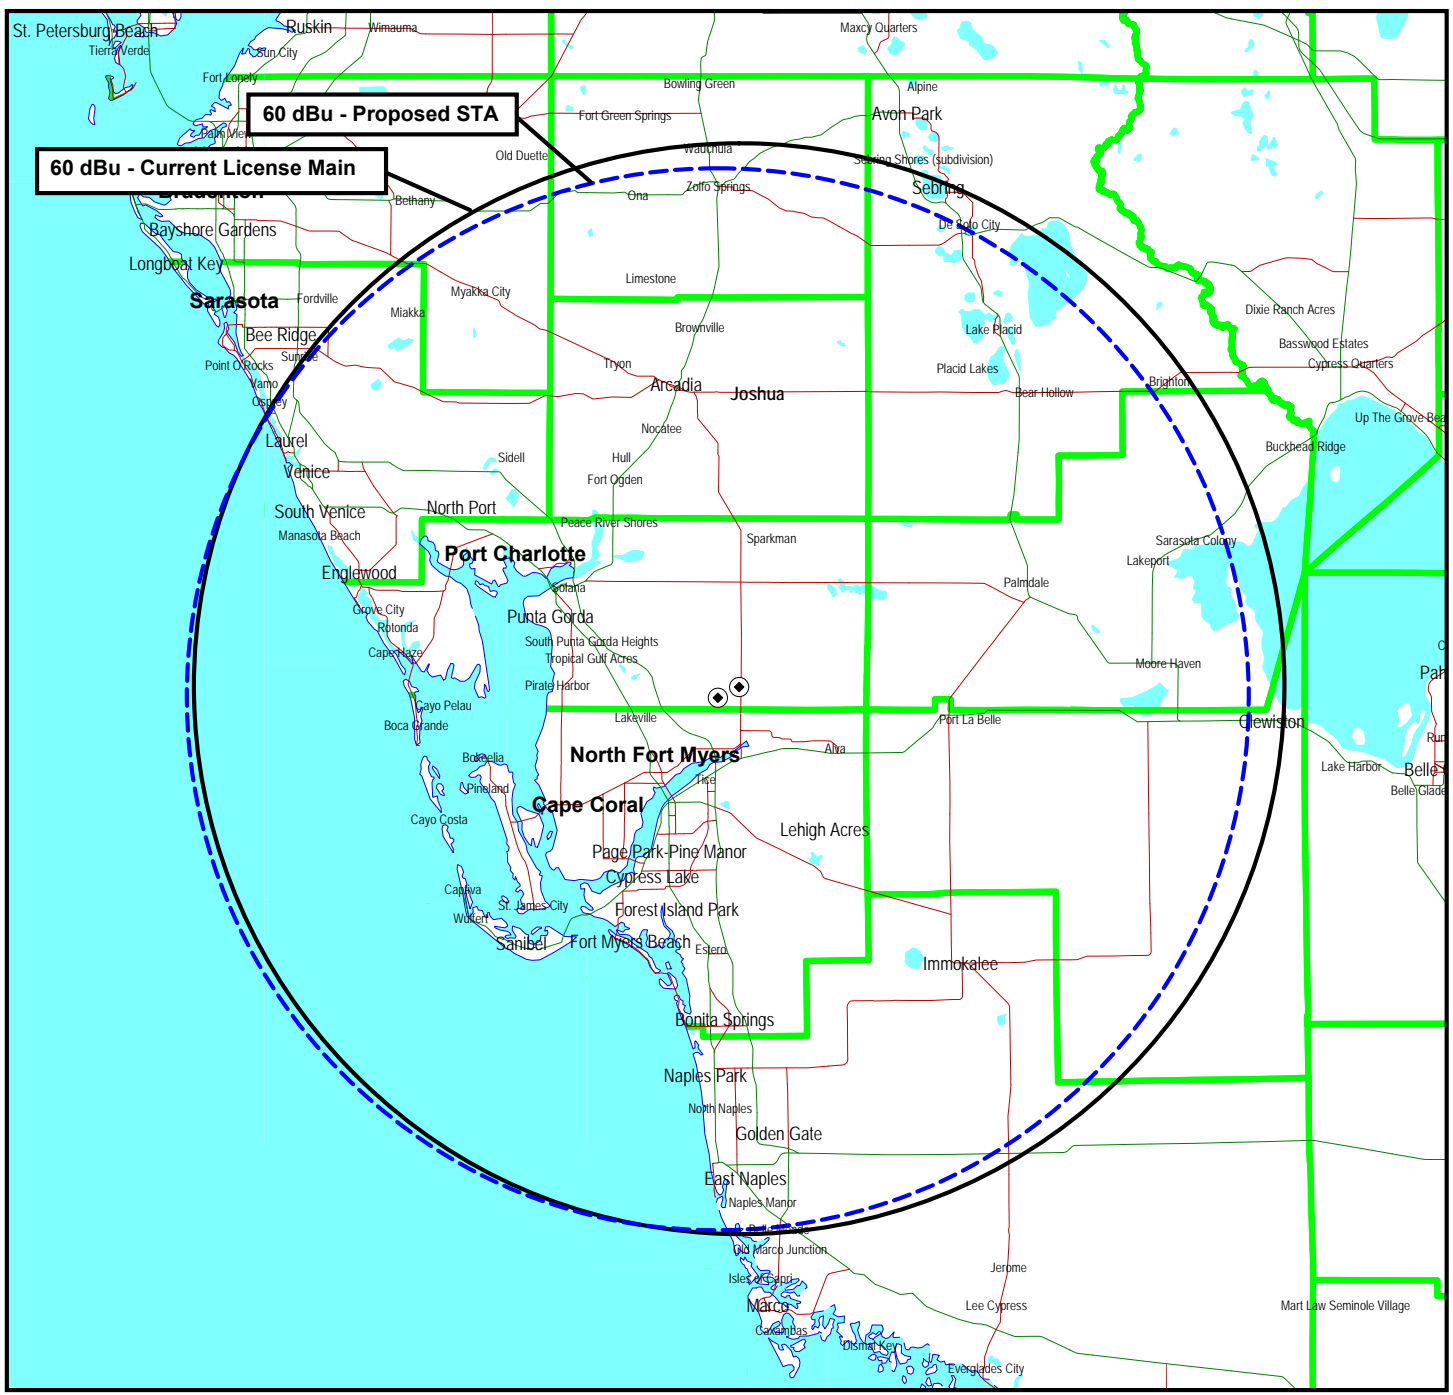 St. Petersburg Beach
Ruskin
Wimauma
Maxcy Quarters
Tierra Verde
Sun City
Fort Lonely
Bowling Green
Alpine
60 dBu - Proposed STA
Fort Green Springs
Avon Park
Palm View
Old Duette
Wauchula
Sebring Shores (subdivision)
60 dBu - Current License Main
Zolfo Springs
Sebring
Bradenton
Bethany
Ona
Bayshore Gardens
De Soto City
Longboat Key
Limestone
Myakka City
Sarasota
Fordville
Miakka
Dixie Ranch Acres
Brownville
Lake Placid
Bee Ridge
Basswood Estates
Sunrise
Point O Rocks
Tryon
Cypress Quarters
Placid Lakes
Vamo
Arcadia
Joshua
Bear Hollow
Brighton
Osprey
Up The Grove Bea
Laurel
Nocatee
Buckhead Ridge
Venice
Sidell
Hull
Fort Ogden
South Venice
North Port
Peace River Shores
Manasota Beach
Sparkman
Sarasota Colony
Port Charlotte
Lakeport
Englewood
Solana
Palmdale
Grove City
Punta Gorda
Rotonda
South Punta Gorda Heights
Cape Haze
Tropical Gulf Acres
Moore Haven
Pah
Pirate Harbor
Cayo Pelau
Boca Grande
Lakeville
Port La Belle
Clewiston
Run
North Fort Myers
Alva
Bokeelia
Lake Harbor
Belle
Tice
Pineland
Belle Glade
Cape Coral
Cayo Costa
Lehigh Acres
Page Park-Pine Manor
Cypress Lake
Captiva
St. James City
Forest Island Park
Wulfert
Sanibel
Fort Myers Beach
Estero
Immokalee
Bonita Springs
Naples Park
North Naples
Golden Gate
East Naples
Naples Manor
Belle Meade
Old Marco Junction
Isles of Capri
Jerome
Marco
Lee Cypress
Mart Law Seminole Village
Caxambas
Dismal Key
Everglades City